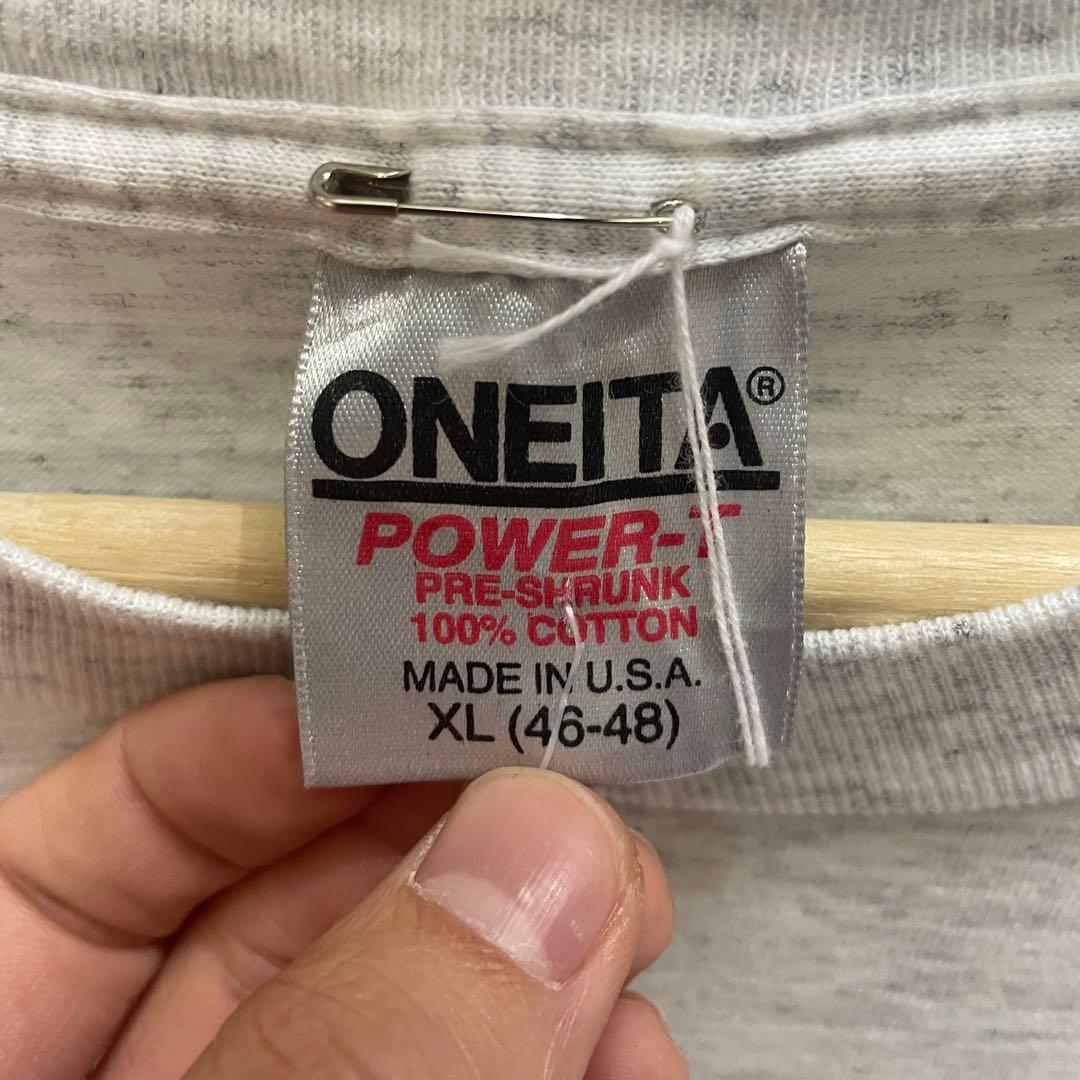 ONEITA®
POWER-T
PRE-SHRUNK
100% COTTON
MADE IN U.S.A.
XL (46-48)